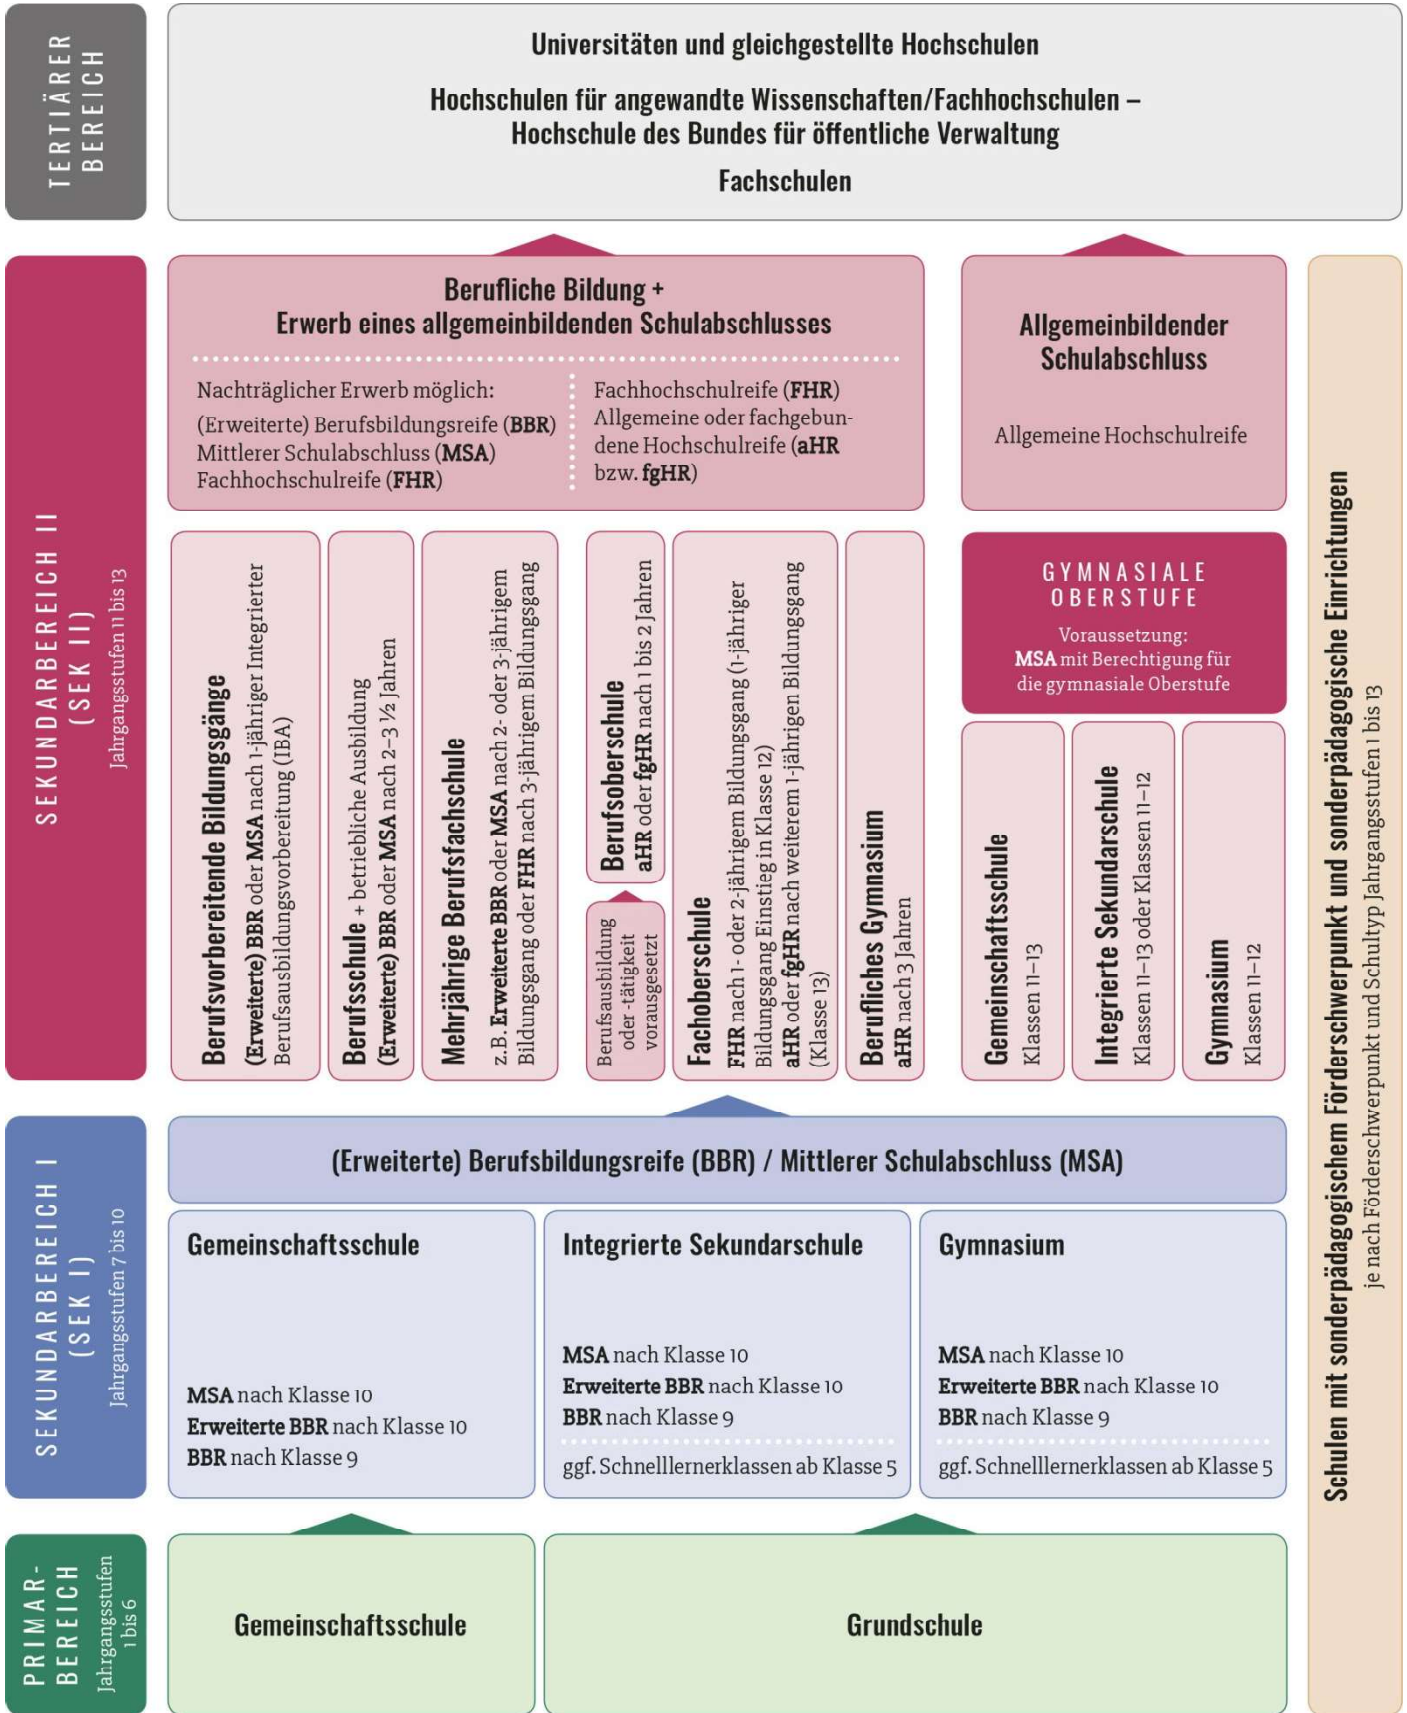 TERTIÄRER
BEREICH
Universitäten und gleichgestellte Hochschulen
Hochschulen für angewandte Wissenschaften/Fachhochschulen –
Hochschule des Bundes für öffentliche Verwaltung
Fachschulen
SEKUNDARBEREICH II
(SEK II)
Jahrgangsstufen 11 bis 13
Berufliche Bildung +
Erwerb eines allgemeinbildenden Schulabschlusses
Nachträglicher Erwerb möglich:
(Erweiterte) Berufsbildungsreife (BBR)
Mittlerer Schulabschluss (MSA)
Fachhochschulreife (FHR)
Fachhochschulreife (FHR)
Allgemeine oder fachgebun-
dene Hochschulreife (aHR
bzw. fgHR)
Allgemeinbildender
Schulabschluss
Allgemeine Hochschulreife
Berufsvorbereitende Bildungsgänge
(Erweiterte) BBR oder MSA nach 1-jähriger Integrierter
Berufsausbildungsvorbereitung (IBA)
Berufsschule + betriebliche Ausbildung
(Erweiterte) BBR oder MSA nach 2–3 ½ Jahren
Mehrjährige Berufsfachschule
z.B. Erweiterte BBR oder MSA nach 2- oder 3-jährigem
Bildungsgang oder FHR nach 3-jährigem Bildungsgang
Berufsoberschule
aHR oder fgHR nach 1 bis 2 Jahren
Berufsausbildung
oder -tätigkeit
vorausgesetzt
Fachoberschule
FHR nach 1- oder 2-jährigem Bildungsgang (1-jähriger
Bildungsgang Einstieg in Klasse 12)
aHR oder fgHR nach weiterem 1-jährigen Bildungsgang
(Klasse 13)
Berufliches Gymnasium
aHR nach 3 Jahren
GYMNASIALE
OBERSTUFE
Voraussetzung:
MSA mit Berechtigung für
die gymnasiale Oberstufe
Gemeinschaftsschule
Klassen 11–13
Integrierte Sekundarschule
Klassen 11–13 oder Klassen 11–12
Gymnasium
Klassen 11–12
Schulen mit sonderpädagogischem Förderschwerpunkt und sonderpädagogische Einrichtungen
je nach Förderschwerpunkt und Schultyp Jahrgangsstufen 1 bis 13
SEKUNDARBEREICH I
(SEK I)
Jahrgangsstufen 7 bis 10
(Erweiterte) Berufsbildungsreife (BBR) / Mittlerer Schulabschluss (MSA)
Gemeinschaftsschule
MSA nach Klasse 10
Erweiterte BBR nach Klasse 10
BBR nach Klasse 9
Integrierte Sekundarschule
MSA nach Klasse 10
Erweiterte BBR nach Klasse 10
BBR nach Klasse 9
ggf. Schnelllernerklassen ab Klasse 5
Gymnasium
MSA nach Klasse 10
Erweiterte BBR nach Klasse 10
BBR nach Klasse 9
ggf. Schnelllernerklassen ab Klasse 5
PRIMAR-
BEREICH
Jahrgangsstufen
1 bis 6
Gemeinschaftsschule
Grundschule